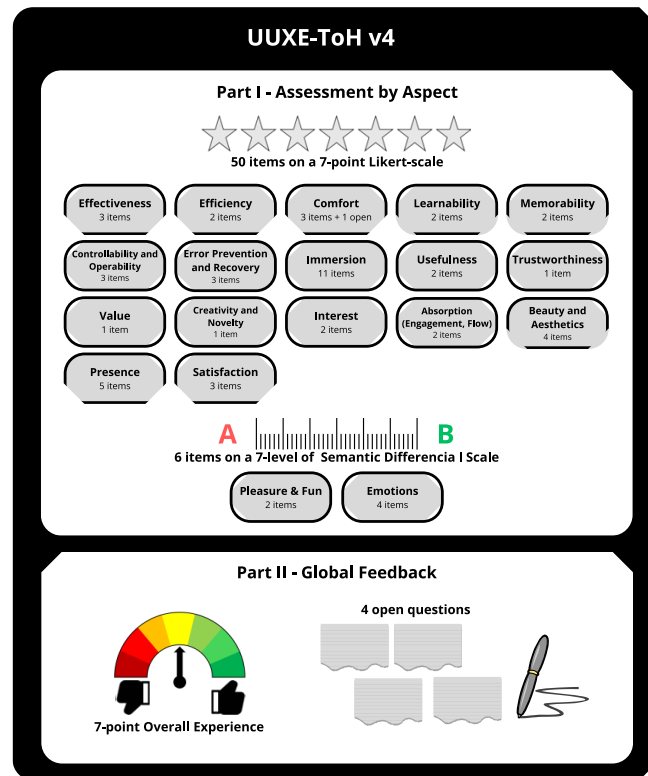 UUXE-ToH v4
Part I - Assessment by Aspect
50 items on a 7-point Likert-scale
Effectiveness
3 items
Efficiency
2 items
Comfort
3 items + 1 open
Learnability
2 items
Memorability
2 items
Controllability and
Operability
3 items
Error Prevention
and Recovery
3 items
Immersion
11 items
Usefulness
2 items
Trustworthiness
1 item
Value
1 item
Creativity and
Novelty
1 item
Interest
2 items
Absorption
(Engagement, Flow)
2 items
Beauty and
Aesthetics
4 items
Presence
5 items
Satisfaction
3 items
A
B
6 items on a 7-level of Semantic Differencia l Scale
Pleasure & Fun
2 items
Emotions
4 items
Part II - Global Feedback
4 open questions
7-point Overall Experience